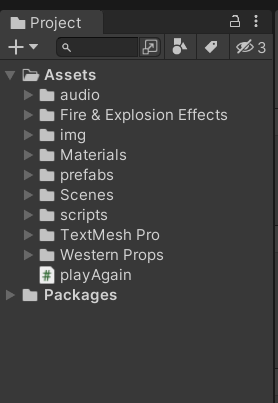 Project
3
Assets
audio
Fire & Explosion Effects
img
Materials
prefabs
Scenes
scripts
TextMesh Pro
Western Props
# playAgain
Packages